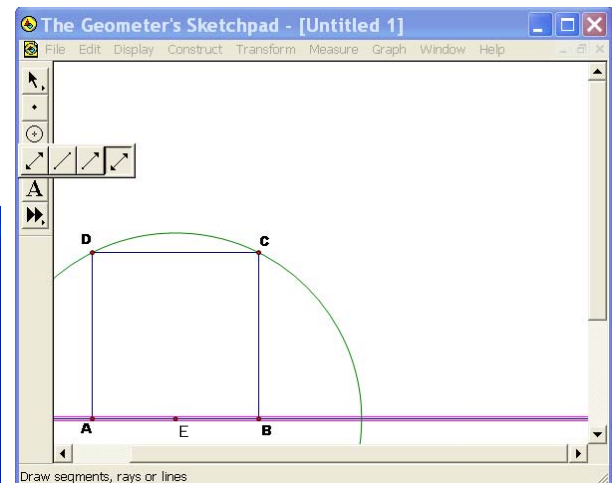 The Geometer's Sketchpad - [Untitled 1]
File Edit Display Construct Transform Measure Graph Window Help
A
D C
A E B
Draw segments, rays or lines